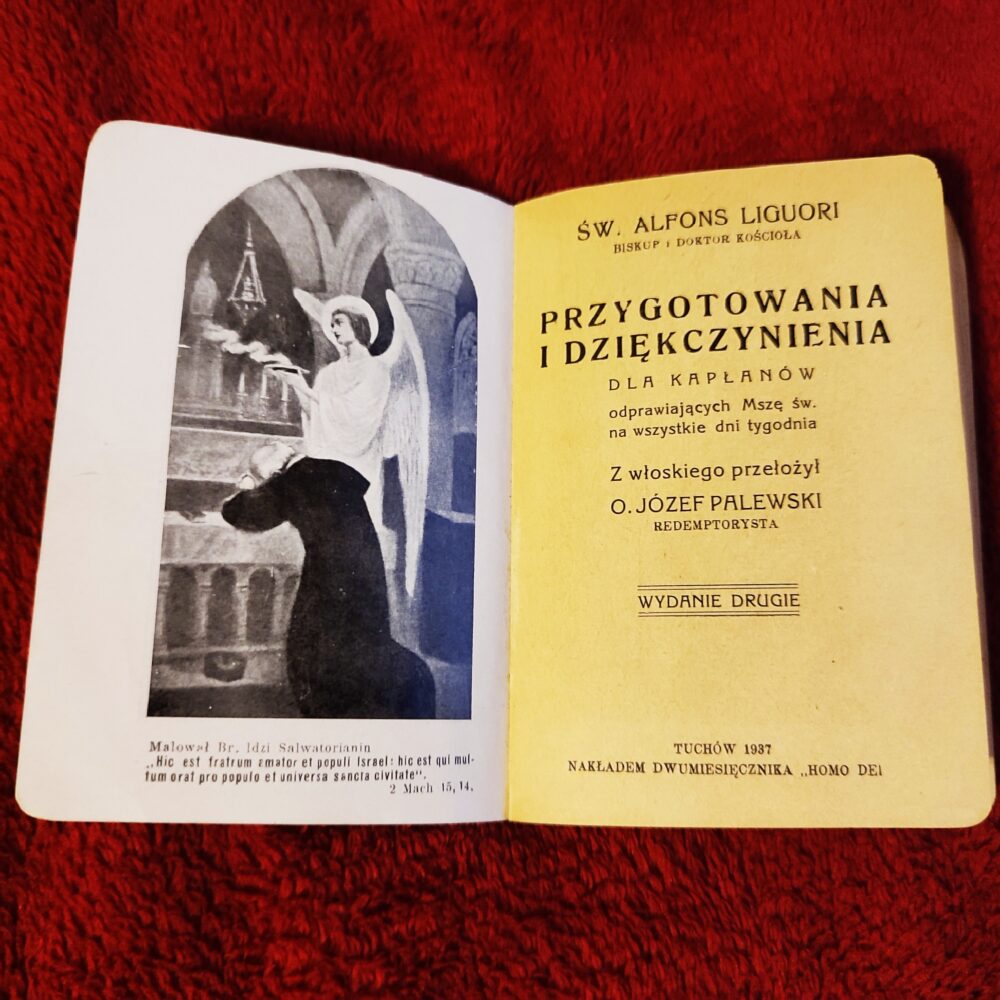 Malował Br. Idzi Salwatorianin
„Hic est fratrum amator et populi Israel: hic est qui mul-
tum orat pro populo et universa sancta civitate".
2 Mach 15, 14.
ŚW. ALFONS LIGUORI
BISKUP i DOKTOR KOŚCIOŁA
PRZYGOTOWANIA
I DZIĘKCZYNIENIA
DLA KAPŁANÓW
odprawiających Mszę św.
na wszystkie dni tygodnia
Z włoskiego przełożył
O. JÓZEF PALEWSKI
REDEMPTORYSTA
WYDANIE DRUGIE
TUCHÓW 1937
NAKŁADEM DWUMIESIĘCZNIKA „HOMO DEI